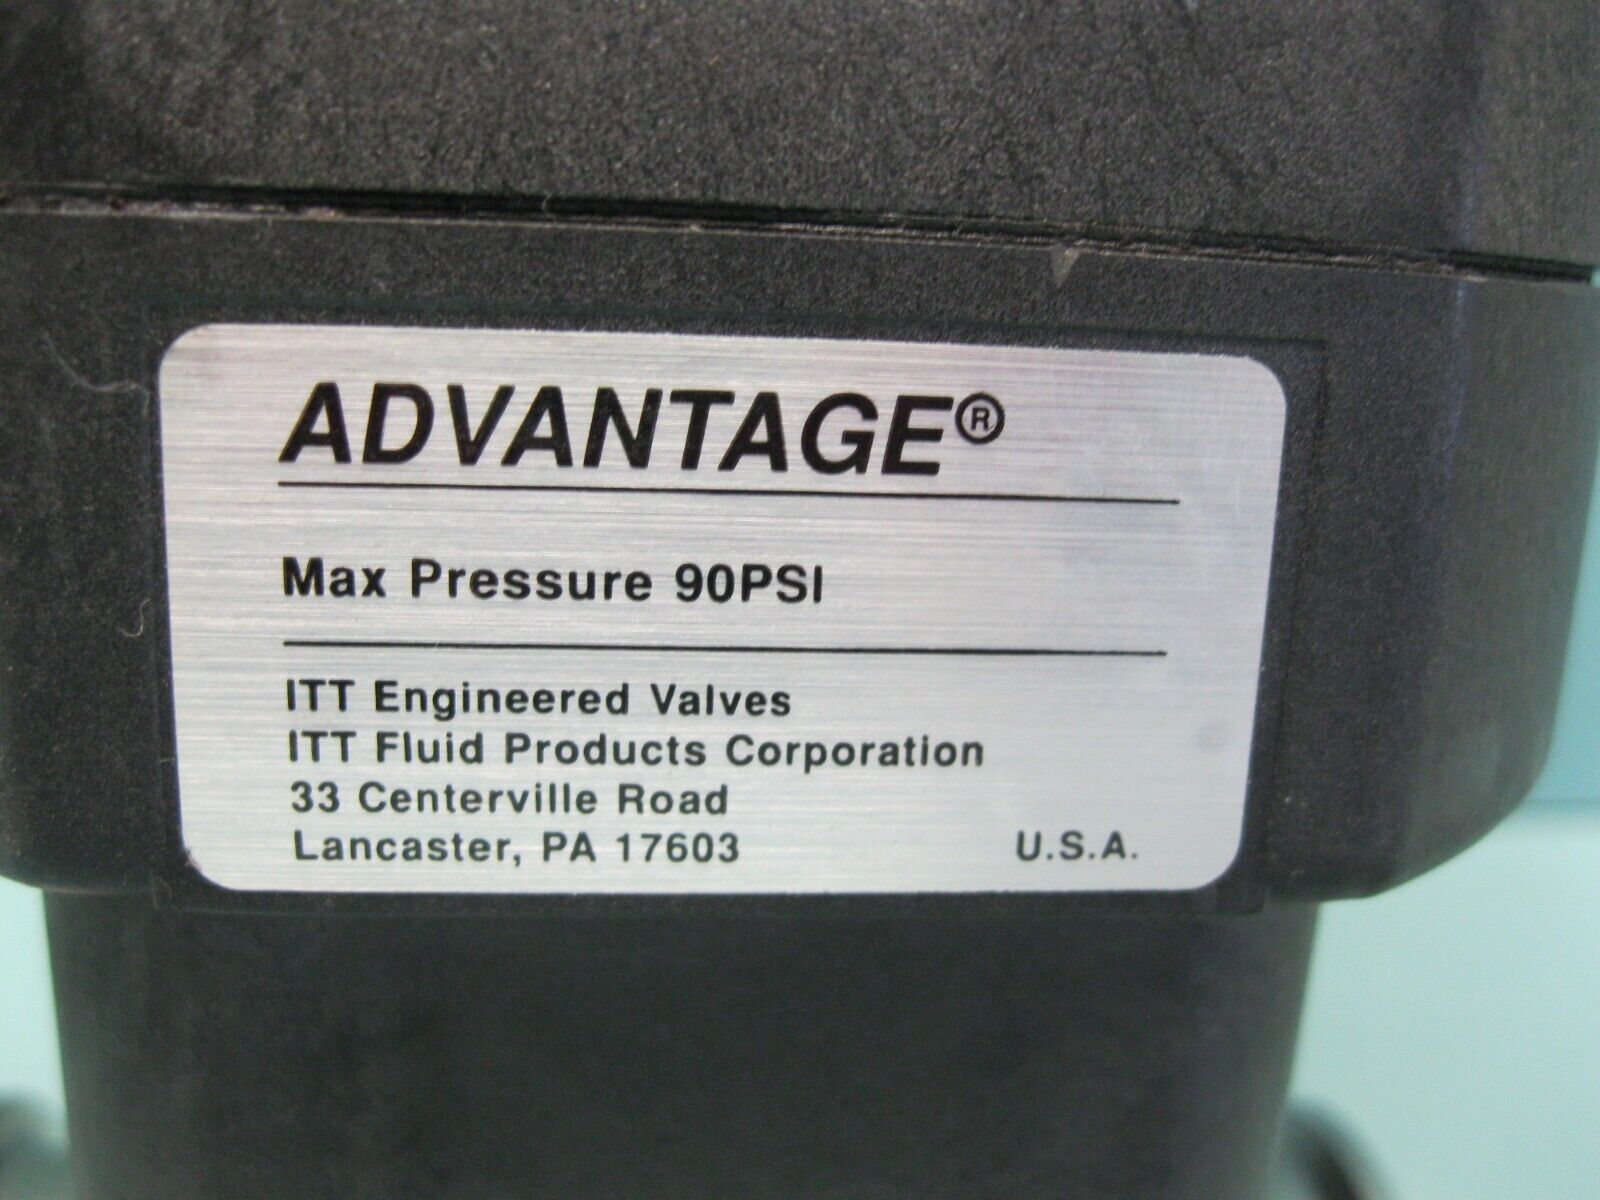 ADVANTAGE®
Max Pressure 90PSI
ITT Engineered Valves
ITT Fluid Products Corporation
33 Centerville Road
Lancaster, PA 17603 U.S.A.